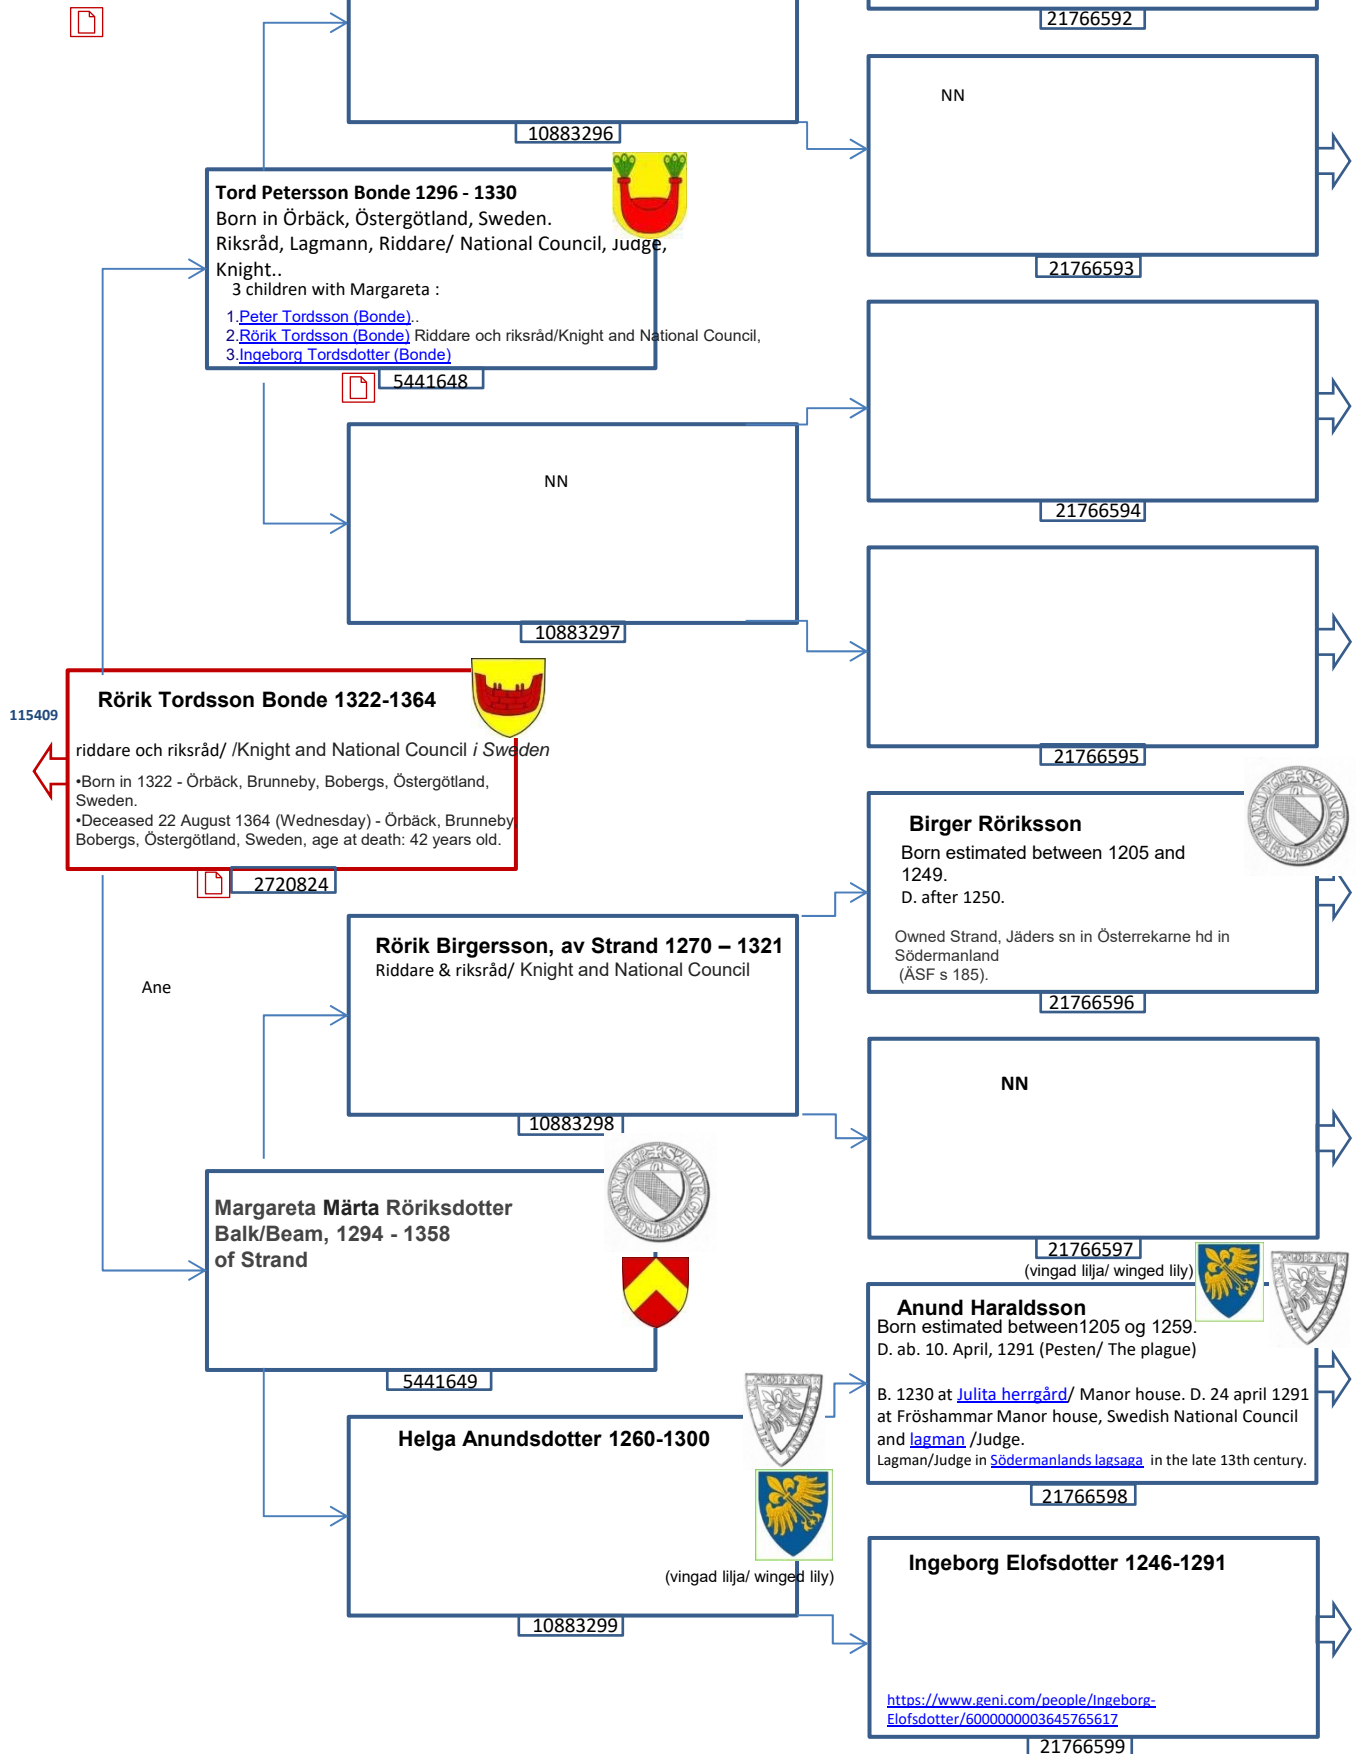 21766592
10883296
NN
21766593
Tord Petersson Bonde 1296 - 1330
Born in Örbäck, Östergötland, Sweden.
Riksråd, Lagmann, Riddare/ National Council, Judge,
Knight..
3 children with Margareta :
1.Peter Tordsson (Bonde)..
2.Rörik Tordsson (Bonde) Riddare och riksråd/Knight and National Council,
3.Ingeborg Tordsdotter (Bonde)
5441648
21766594
NN
10883297
21766595
115409
Rörik Tordsson Bonde 1322-1364
riddare och riksråd/ /Knight and National Council i Sweden
•Born in 1322 - Örbäck, Brunneby, Bobergs, Östergötland,
Sweden.
•Deceased 22 August 1364 (Wednesday) - Örbäck, Brunneby
Bobergs, Östergötland, Sweden, age at death: 42 years old.
2720824
Ane
Birger Röriksson
Born estimated between 1205 and
1249.
D. after 1250.
Owned Strand, Jäders sn in Österrekarne hd in
Södermanland
(ÄSF s 185).
21766596
Rörik Birgersson, av Strand 1270 – 1321
Riddare & riksråd/ Knight and National Council
10883298
NN
21766597
(vingad lilja/ winged lily)
Margareta Märta Röriksdotter
Balk/Beam, 1294 - 1358
of Strand
5441649
Anund Haraldsson
Born estimated between1205 og 1259.
D. ab. 10. April, 1291 (Pesten/ The plague)
B. 1230 at Julita herrgård/ Manor house. D. 24 april 1291
at Fröshammar Manor house, Swedish National Council
and lagman /Judge.
Lagman/Judge in Södermanlands lagsaga in the late 13th century.
21766598
Helga Anundsdotter 1260-1300
(vingad lilja/ winged lily)
10883299
Ingeborg Elofsdotter 1246-1291
https://www.geni.com/people/Ingeborg-
Elofsdotter/6000000003645765617
21766599